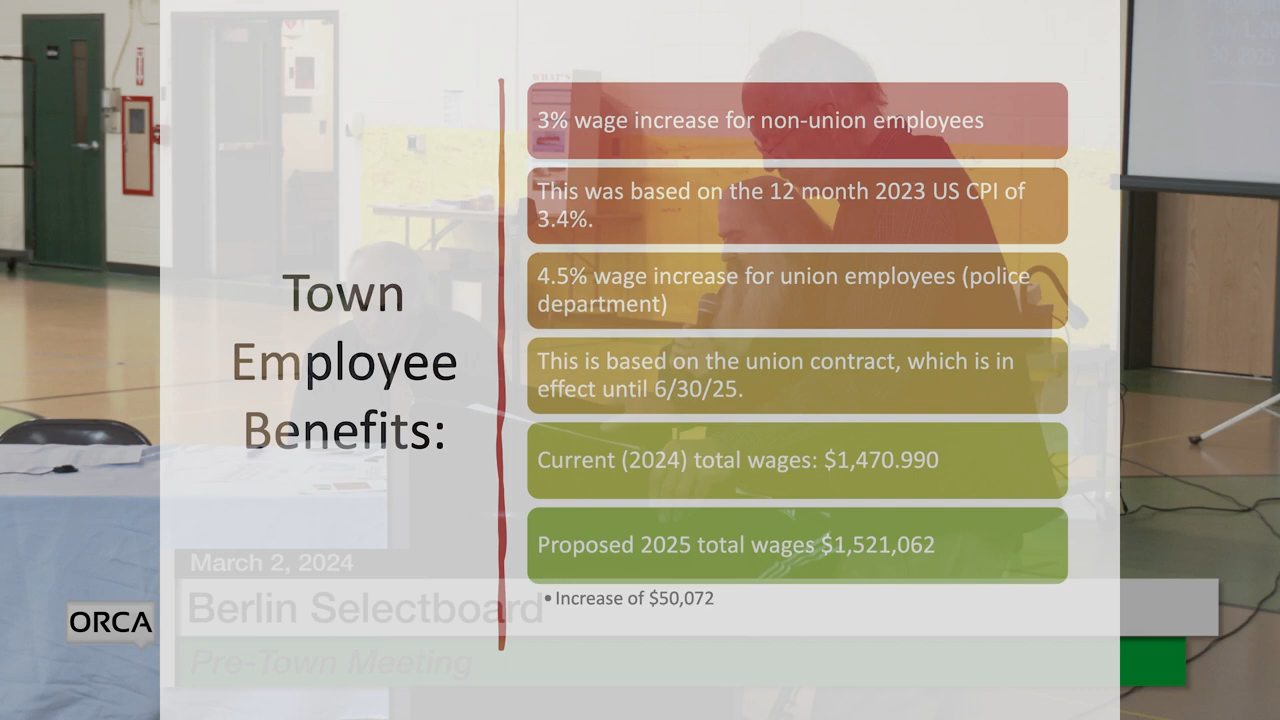 Town
Employee
Benefits:
3% wage increase for non-union employees
This was based on the 12 month 2023 US CPI of
3.4%.
4.5% wage increase for union employees (police
department)
This is based on the union contract, which is in
effect until 6/30/25.
Current (2024) total wages: $1,470.990
Proposed 2025 total wages $1,521,062
• Increase of $50,072
March 2, 2024
Berlin Selectboard
Pre-Town Meeting
ORCA